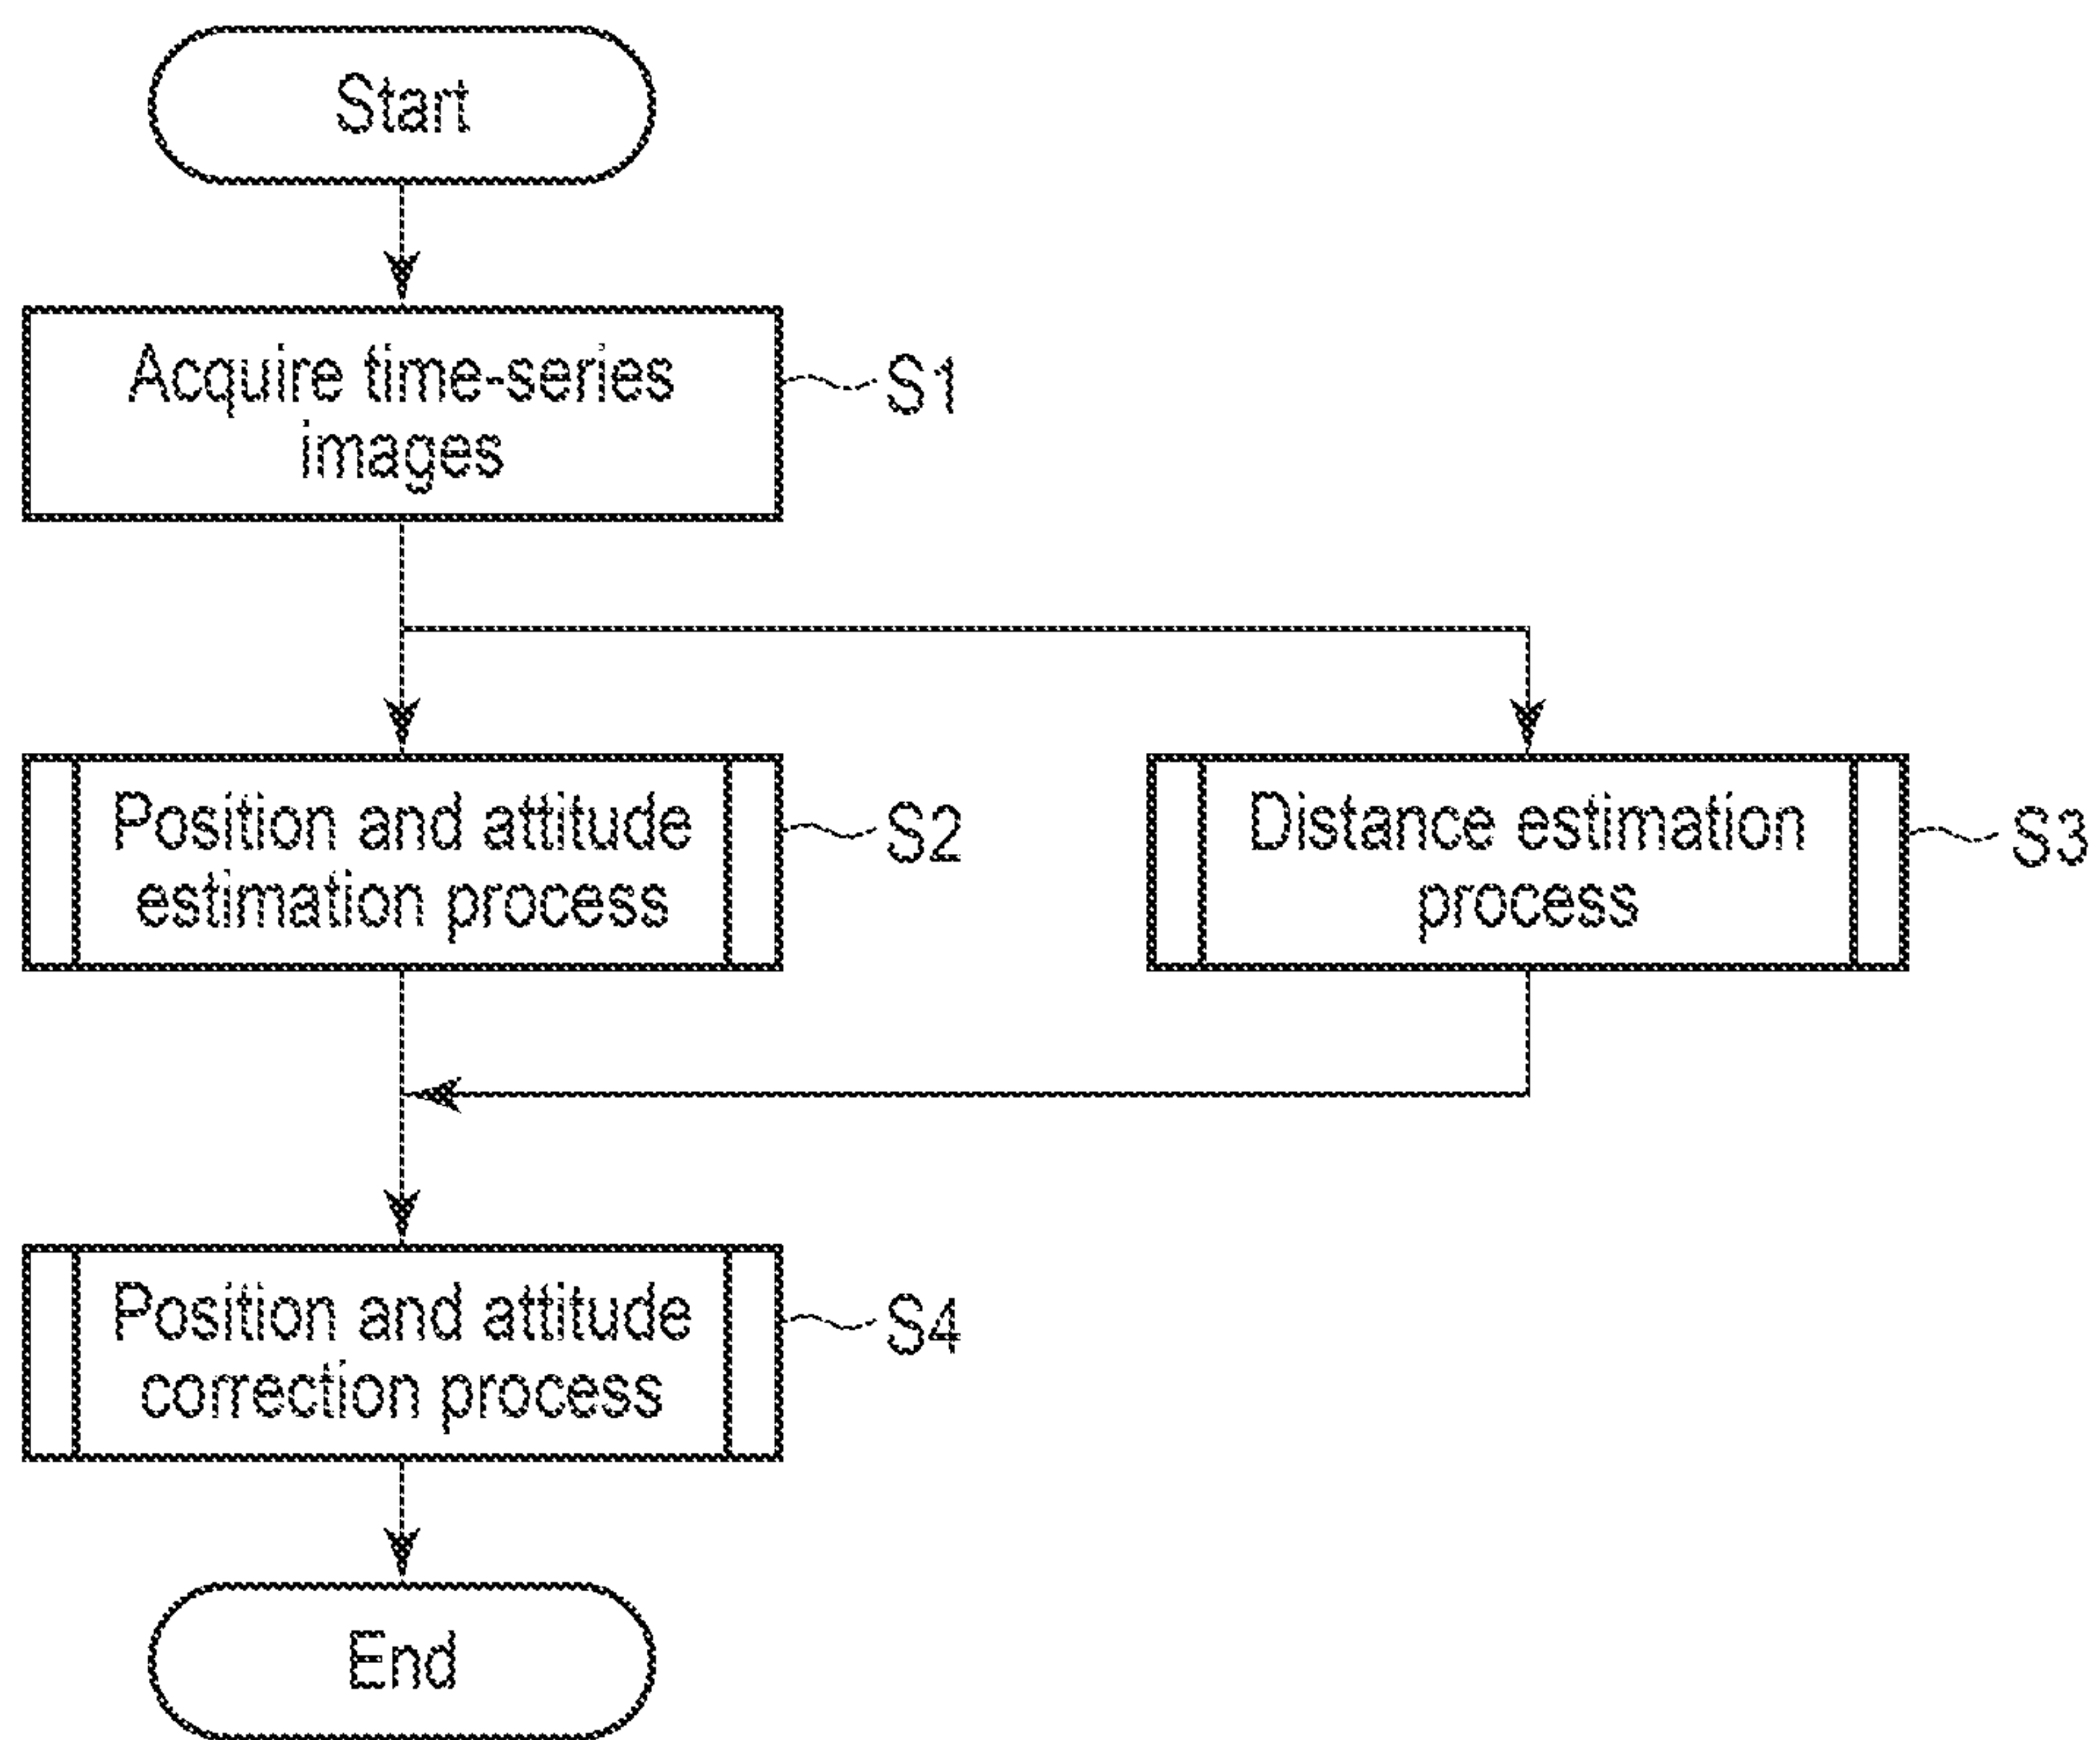 Start
Acquire time-series
images
S1
Position and attitude
estimation process
S2
Distance estimation
process
S3
Position and attitude
correction process
S4
End